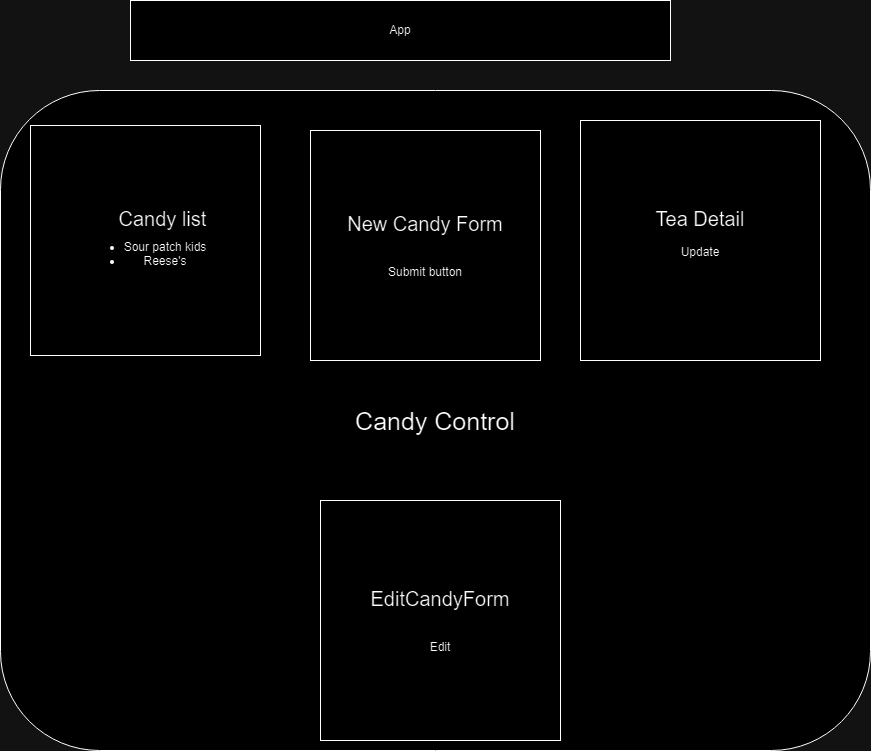 App
Candy list
• Sour patch kids
• Reese's
New Candy Form
Submit button
Tea Detail
Update
Candy Control
EditCandyForm
Edit